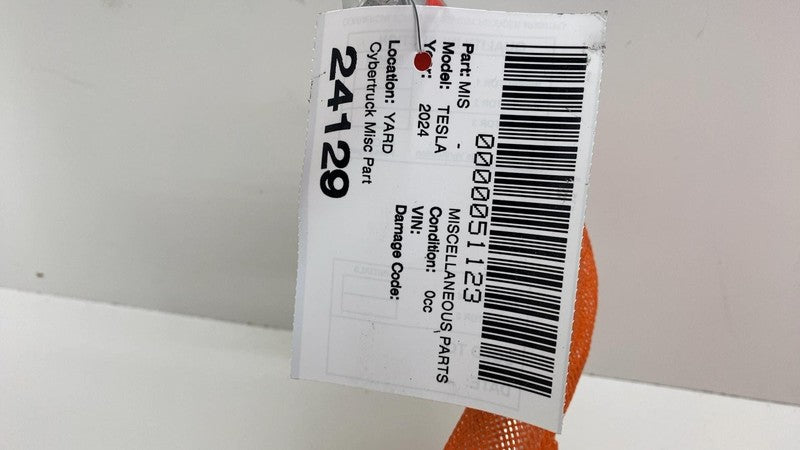 0000051123
Part: MIS - MISCELLANEOUS PARTS
Model: TESLA Condition: 0cc
Year: 2024 VIN:
Damage Code:
Location: YARD
Cybertruck Misc Part
24129